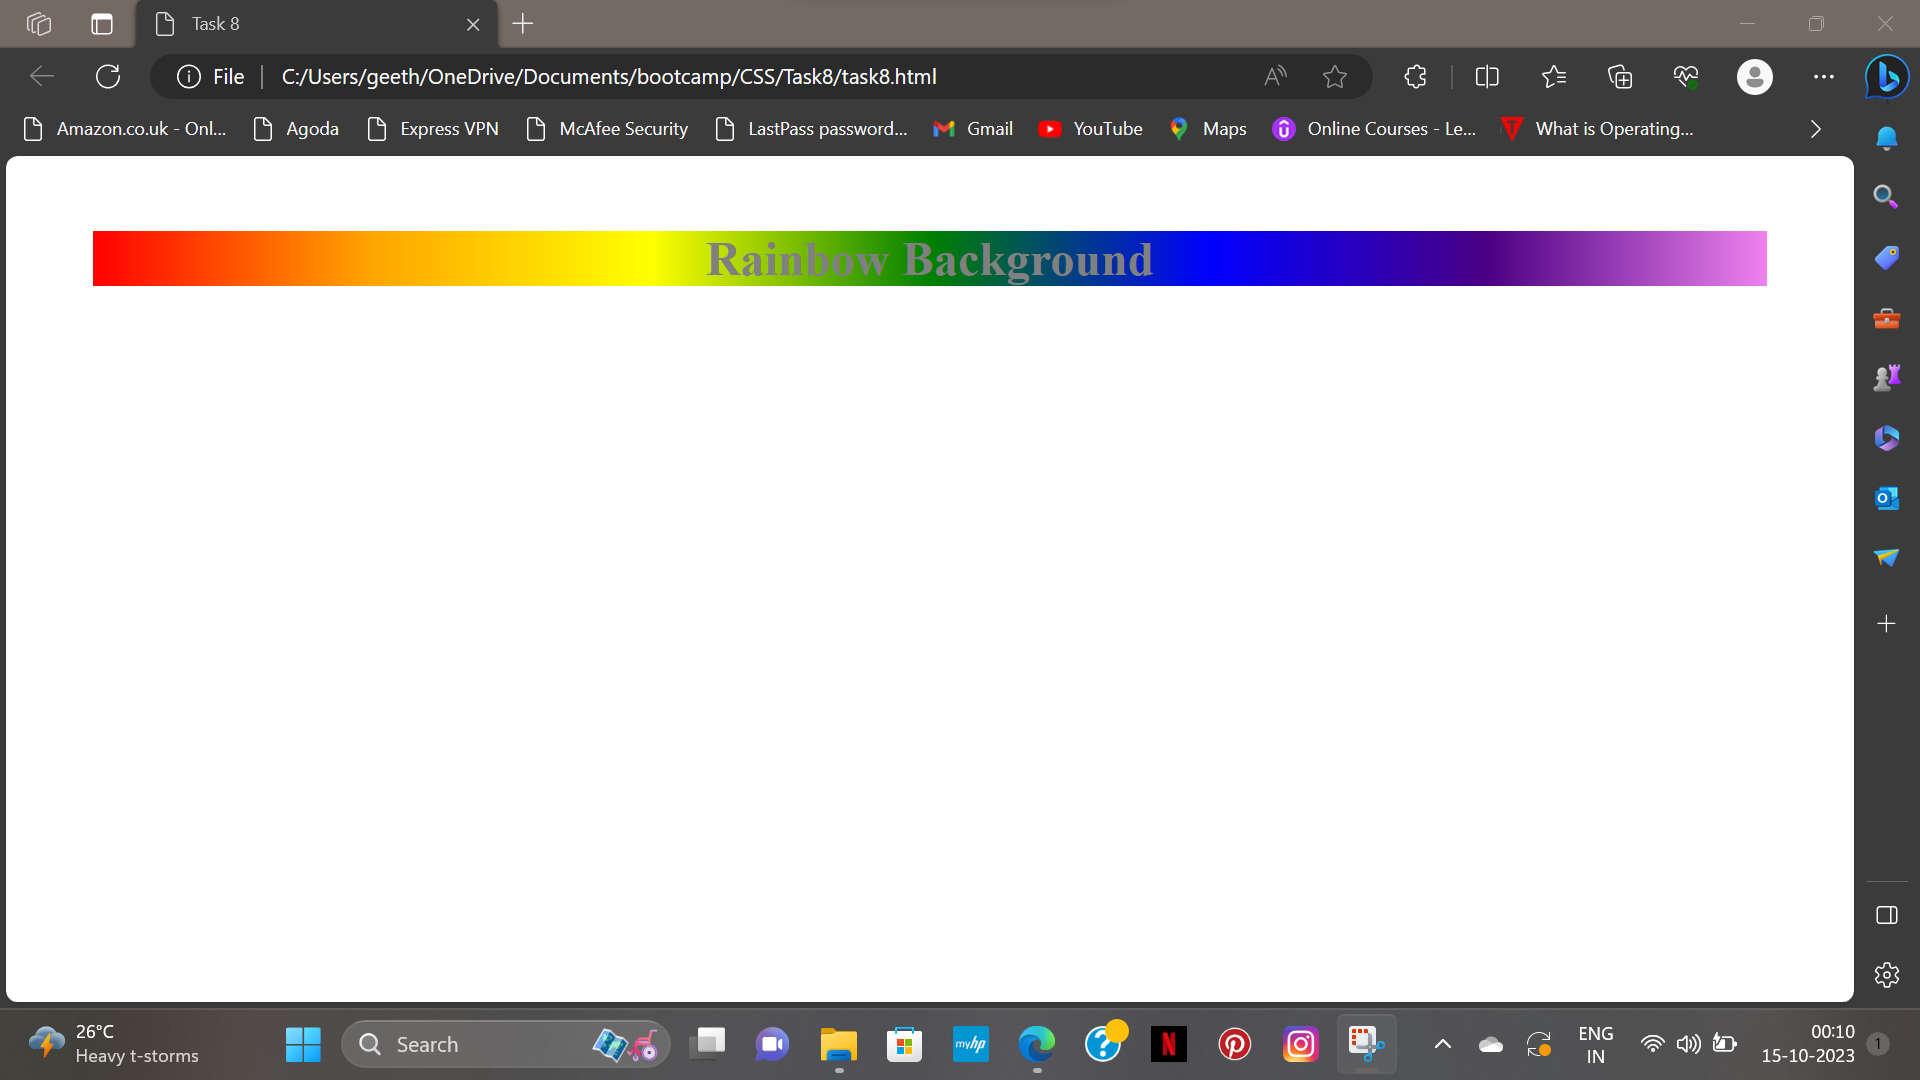 Task 8
File
C:/Users/geeth/OneDrive/Documents/bootcamp/CSS/Task8/task8.html
Amazon.co.uk - Onl... Agoda Express VPN McAfee Security LastPass password... Gmail YouTube Maps Online Courses - Le... What is Operating...
Rainbow Background
26°C
Heavy t-storms
Search
myhp
ENG
IN
00:10
15-10-2023
1